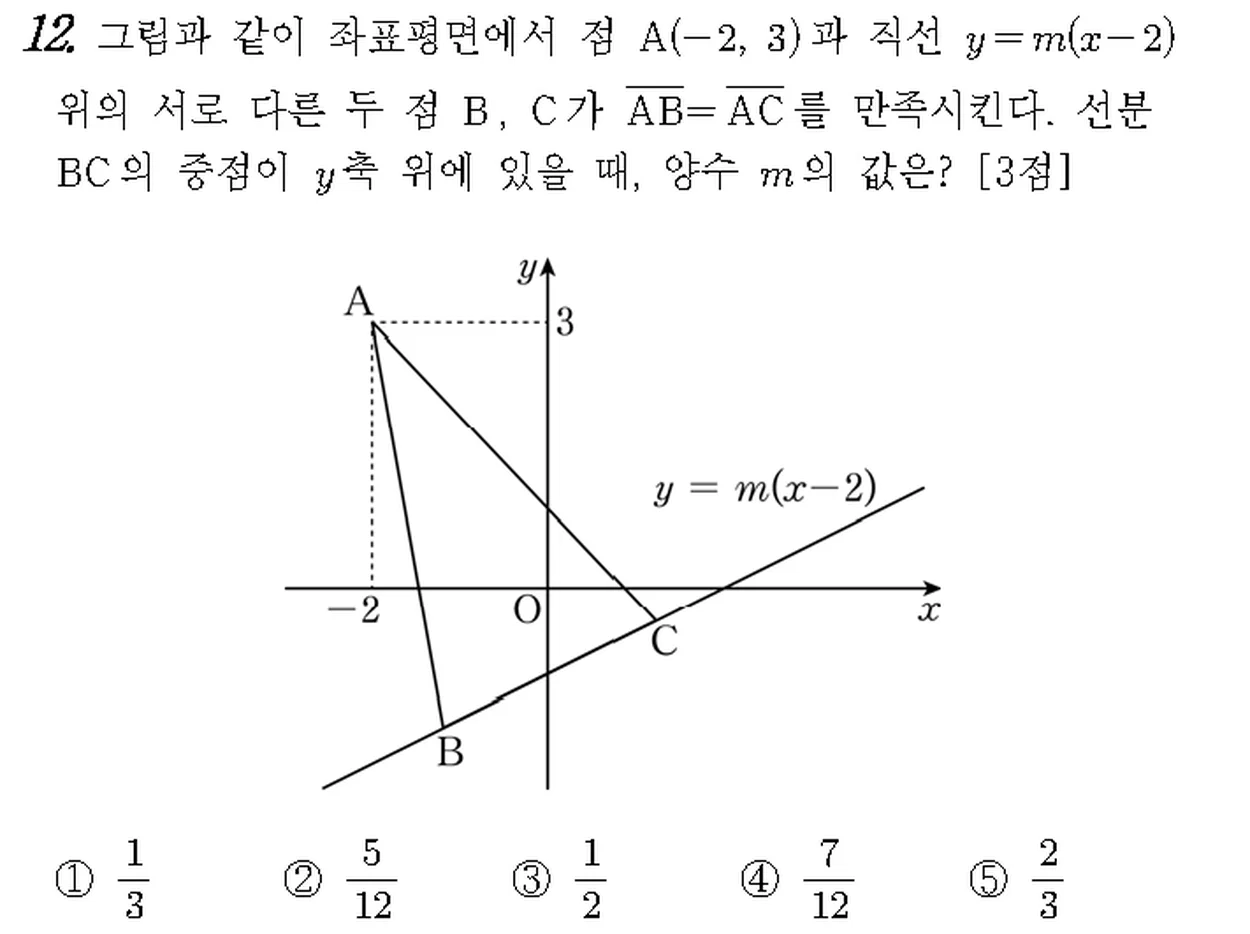 12. 그림과 같이 좌표평면에서 점 A(−2, 3)과 직선 y=m(x−2)
위의 서로 다른 두 점 B, C가 \overline{AB}=\overline{AC}를 만족시킨다. 선분
BC의 중점이 y축 위에 있을 때, 양수 m의 값은? [3점]
y
A
3
y = m(x−2)
−2
O
x
C
B
① 1/3 ② 5/12 ③ 1/2 ④ 7/12 ⑤ 2/3